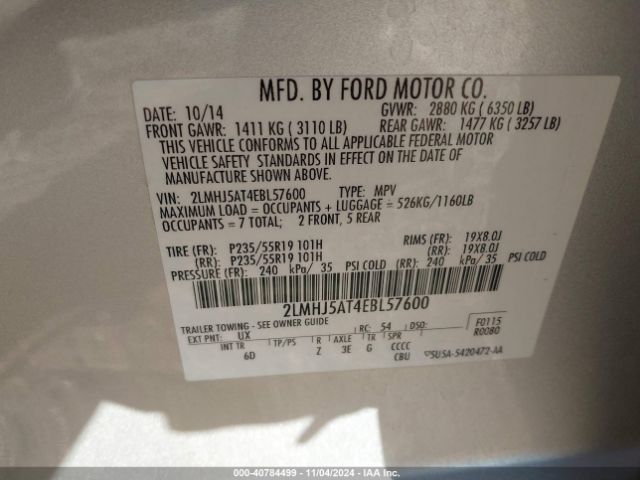 MFD. BY FORD MOTOR CO.
DATE: 10/14 GVWR: 2880 KG ( 6350 LB)
FRONT GAWR: 1411 KG ( 3110 LB) REAR GAWR: 1477 KG ( 3257 LB)
THIS VEHICLE CONFORMS TO ALL APPLICABLE FEDERAL MOTOR
VEHICLE SAFETY STANDARDS IN EFFECT ON THE DATE OF
MANUFACTURE SHOWN ABOVE.
VIN: 2LMHJ5AT4EBL57600 TYPE: MPV
MAXIMUM LOAD = OCCUPANTS + LUGGAGE = 526KG/1160LB
OCCUPANTS = 7 TOTAL; 2 FRONT, 5 REAR
TIRE (FR): P235/55R19 101H RIMS (FR): 19X8.0J
(RR): P235/55R19 101H (RR): 19X8.0J
PRESSURE (FR): 240 kPa/ 35 PSI COLD (RR): 240 kPa/ 35 PSI COLD
2LMHJ5AT4EBL57600
TRAILER TOWING - SEE OWNER GUIDE
EXT PNT: UX RC: 54 DSO: F0115
R0080
INT TR TP/PS R AXLE TR SPR
6D Z 3E G CCCC
CBU 5U5A-5420472-AA
000-40784499 - 11/04/2024 - IAA Inc.